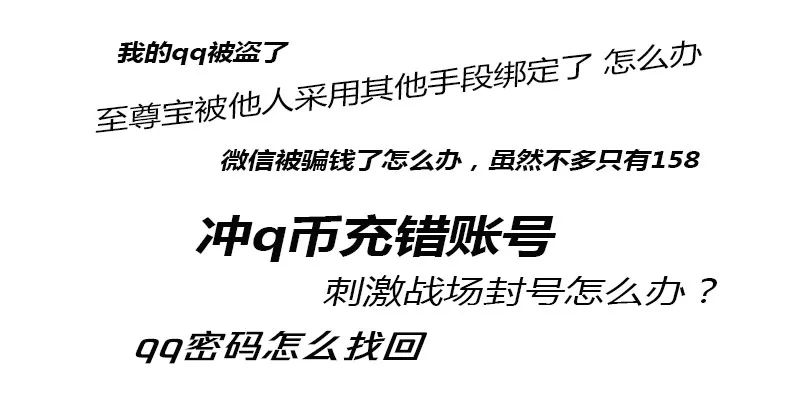 我的qq被盗了
至尊宝被他人采用其他手段绑定了 怎么办
微信被骗钱了怎么办，虽然不多只有158
冲q币充错账号
刺激战场封号怎么办？
qq密码怎么找回